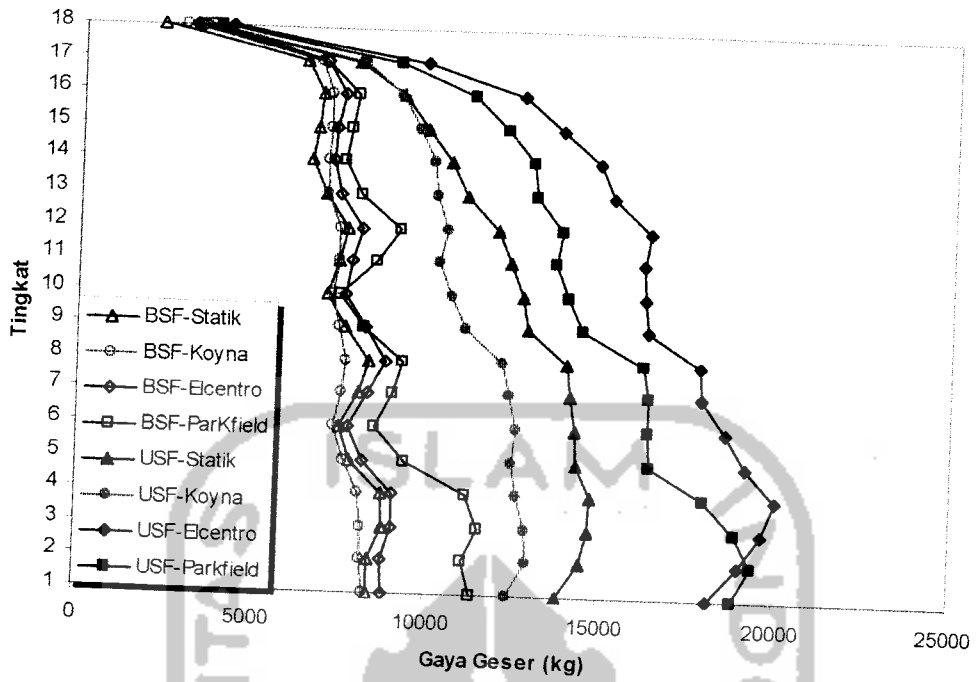 18
17
16
15
14
13
12
11
10
9
8
7
6
5
4
3
2
1
Tingkat
BSF-Statik
BSF-Koyna
BSF-Elcentro
BSF-ParKfield
USF-Statik
USF-Koyna
USF-Elcentro
USF-Parkfield
0
5000
10000
15000
20000
25000
Gaya Geser (kg)
ISLAM
ITAS